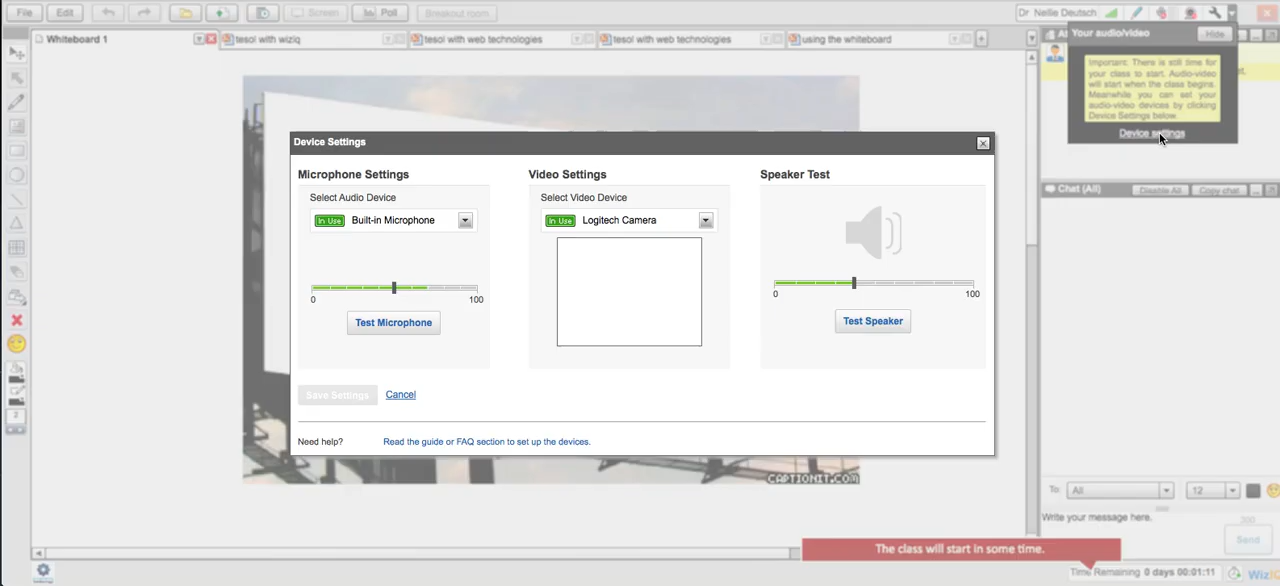 File
Edit
Screen
Poll
Breakout room
Dr Nellie Deutsch
Whiteboard 1
tesol with wiziq
tesol with web technologies
tesol with web technologies
using the whiteboard
Your audio/video
Hide
Important: There is still time for
your class to start. Audio-video
will start when the class begins.
Meanwhile you can set your
audio-video devices by clicking
Device Settings below.
Device settings
Device Settings
Microphone Settings
Select Audio Device
In Use
Built-in Microphone
0
100
Test Microphone
Video Settings
Select Video Device
In Use
Logitech Camera
Speaker Test
0
100
Test Speaker
Save Settings
Cancel
Need help?
Read the guide or FAQ section to set up the devices.
CAPTIONIT.COM
2
Chat (All)
Disable All
Copy chat
To:
All
12
Write your message here.
300
Send
The class will start in some time.
Time Remaining 0 days 00:01:11